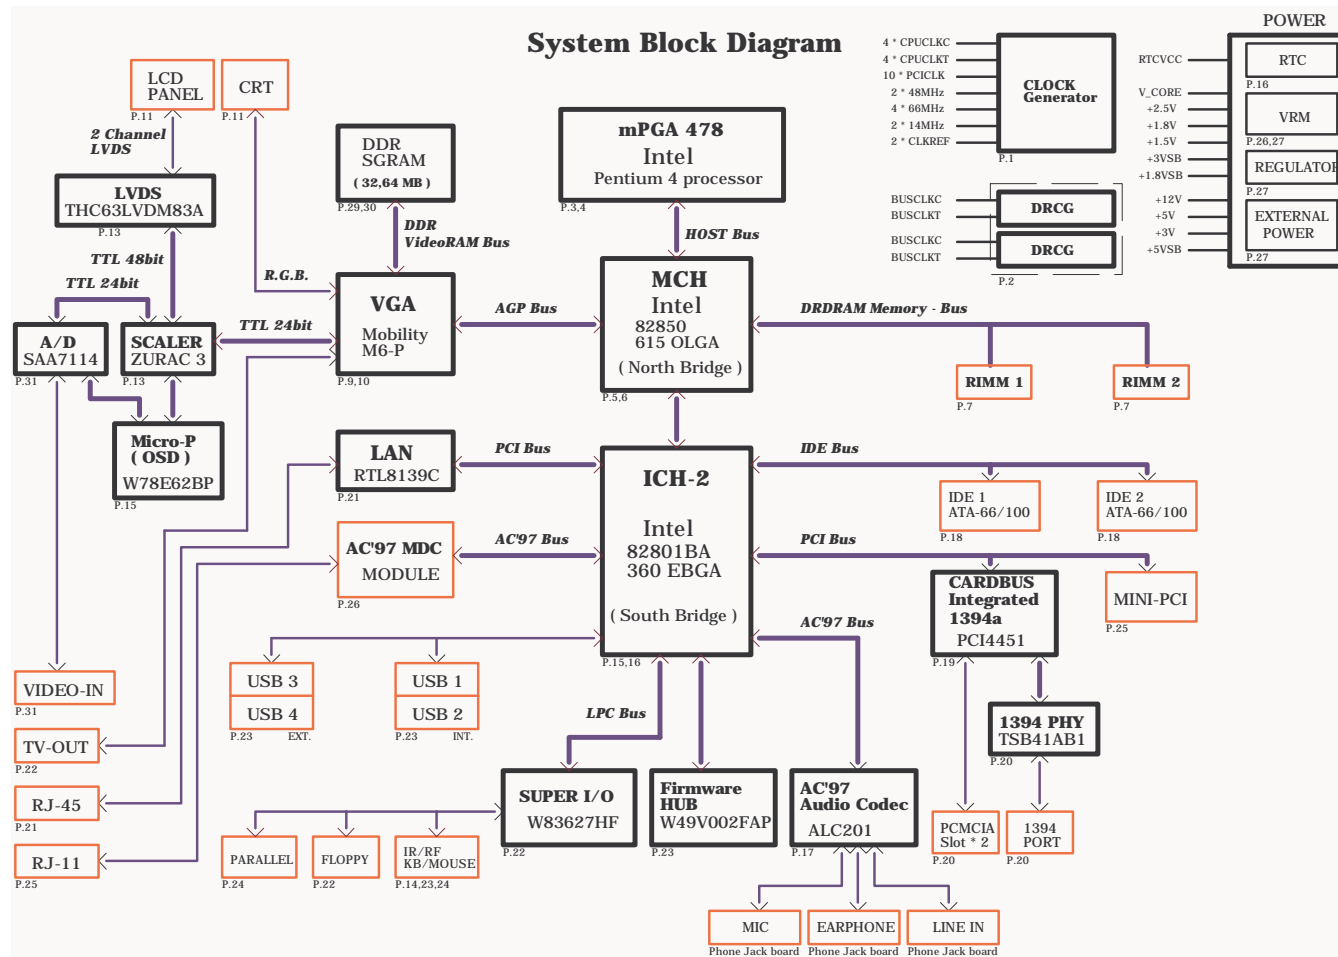 System Block Diagram
POWER
4 * CPUCLKC
4 * CPUCLKT
10 * PCICLK
2 * 48MHz
4 * 66MHz
2 * 14MHz
2 * CLKREF
CLOCK
Generator
P.1
BUSCLKC
BUSCLKT
DRCG
BUSCLKC
BUSCLKT
DRCG
P.2
RTCVCC
V_CORE
+2.5V
+1.8V
+1.5V
+3VSB
+1.8VSB
+12V
+5V
+3V
+5VSB
RTC
P.16
VRM
P.26,27
REGULATOR
P.27
EXTERNAL
POWER
P.27
LCD
PANEL
P.11
CRT
P.11
2 Channel
LVDS
LVDS
THC63LVDM83A
P.13
TTL 48bit
TTL 24bit
R.G.B.
DDR
SGRAM
( 32,64 MB )
P.29,30
DDR
VideoRAM Bus
mPGA 478
Intel
Pentium 4 processor
P.3,4
HOST Bus
A/D
SAA7114
P.31
SCALER
ZURAC 3
P.13
TTL 24bit
VGA
Mobility
M6-P
P.9,10
AGP Bus
MCH
Intel
82850
615 OLGA
( North Bridge )
P.5,6
DRDRAM Memory - Bus
RIMM 1
P.7
RIMM 2
P.7
Micro-P
( OSD )
W78E62BP
P.15
LAN
RTL8139C
P.21
PCI Bus
AC'97 MDC
MODULE
P.26
AC'97 Bus
ICH-2
Intel
82801BA
360 EBGA
( South Bridge )
P.15,16
IDE Bus
IDE 1
ATA-66/100
P.18
IDE 2
ATA-66/100
P.18
PCI Bus
CARDBUS
Integrated
1394a
PCI4451
P.19
MINI-PCI
P.25
AC'97 Bus
VIDEO-IN
P.31
USB 3
USB 4
P.23
EXT.
USB 1
USB 2
P.23
INT.
LPC Bus
1394 PHY
TSB41AB1
P.20
TV-OUT
P.22
RJ-45
P.21
RJ-11
P.25
SUPER I/O
W83627HF
P.22
Firmware
HUB
W49V002FAP
P.23
AC'97
Audio Codec
ALC201
P.17
PCMCIA
Slot * 2
P.20
1394
PORT
P.20
PARALLEL
P.24
FLOPPY
P.22
IR/RF
KB/MOUSE
P.14,23,24
MIC
Phone Jack board
EARPHONE
Phone Jack board
LINE IN
Phone Jack board